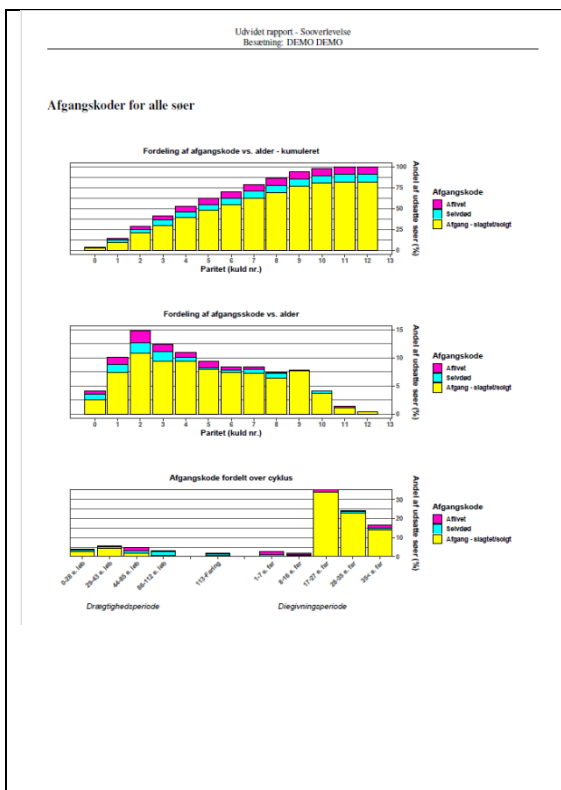 Udvidet rapport - Sooverlevelse
Besætning: DEMO DEMO
Afgangskoder for alle søer
Fordeling af afgangskode vs. alder - kumuleret
100
75
50
25
0
Andel af udsatte søer (%)
0 1 2 3 4 5 6 7 8 9 10 11 12 13
Paritet (kuld nr.)
Afgangskode
Aflivet
Selvdød
Afgang - slagtet/solgt
Fordeling af afgangsskode vs. alder
15
10
5
0
Andel af udsatte søer (%)
0 1 2 3 4 5 6 7 8 9 10 11 12 13
Paritet (kuld nr.)
Afgangskode
Aflivet
Selvdød
Afgang - slagtet/solgt
Afgangskode fordelt over cyklus
30
20
10
0
Andel af udsatte søer (%)
0-28 e. løb
29-43 e. løb
44-85 e. løb
86-112 e. løb
113-Faring
1-7 e. far
8-16 e. far
17-27 e. far
28-35 e. far
35+ e. far
Drægtighedsperiode
Diegivningsperiode
Afgangskode
Aflivet
Selvdød
Afgang - slagtet/solgt